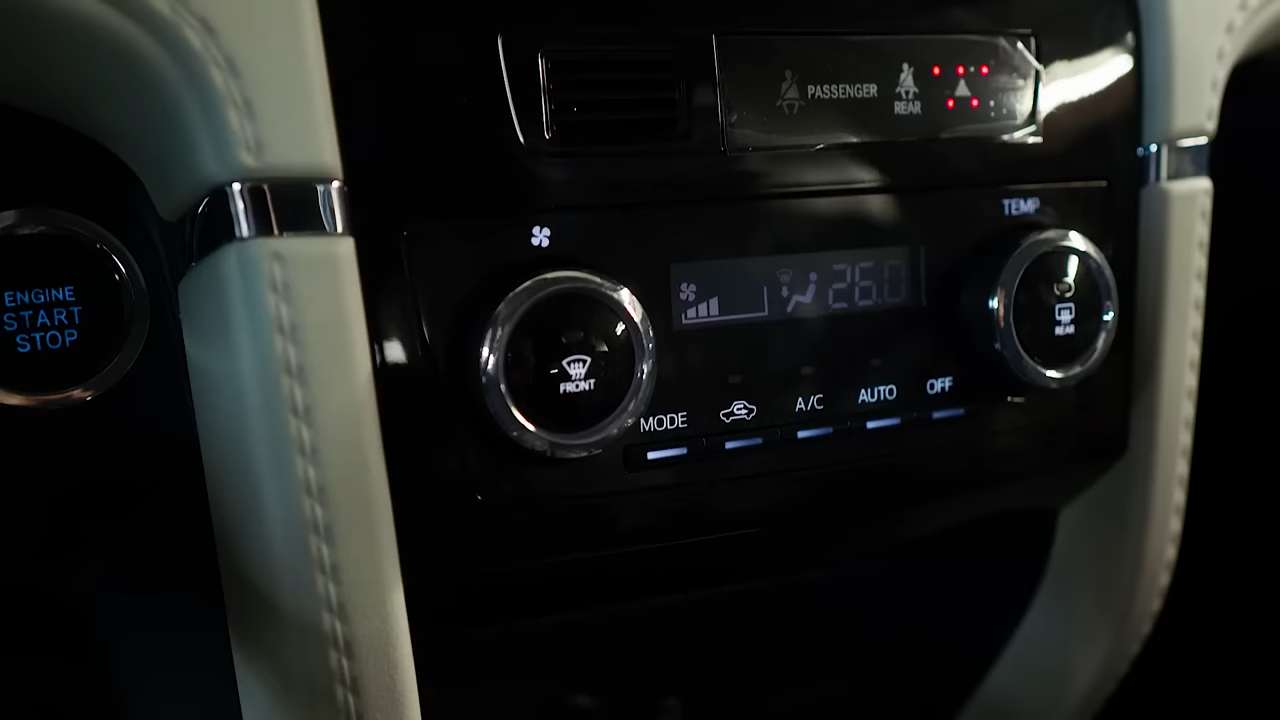 PASSENGER
REAR
TEMP
ENGINE
START
STOP
26.0
REAR
FRONT
MODE
A/C
AUTO
OFF